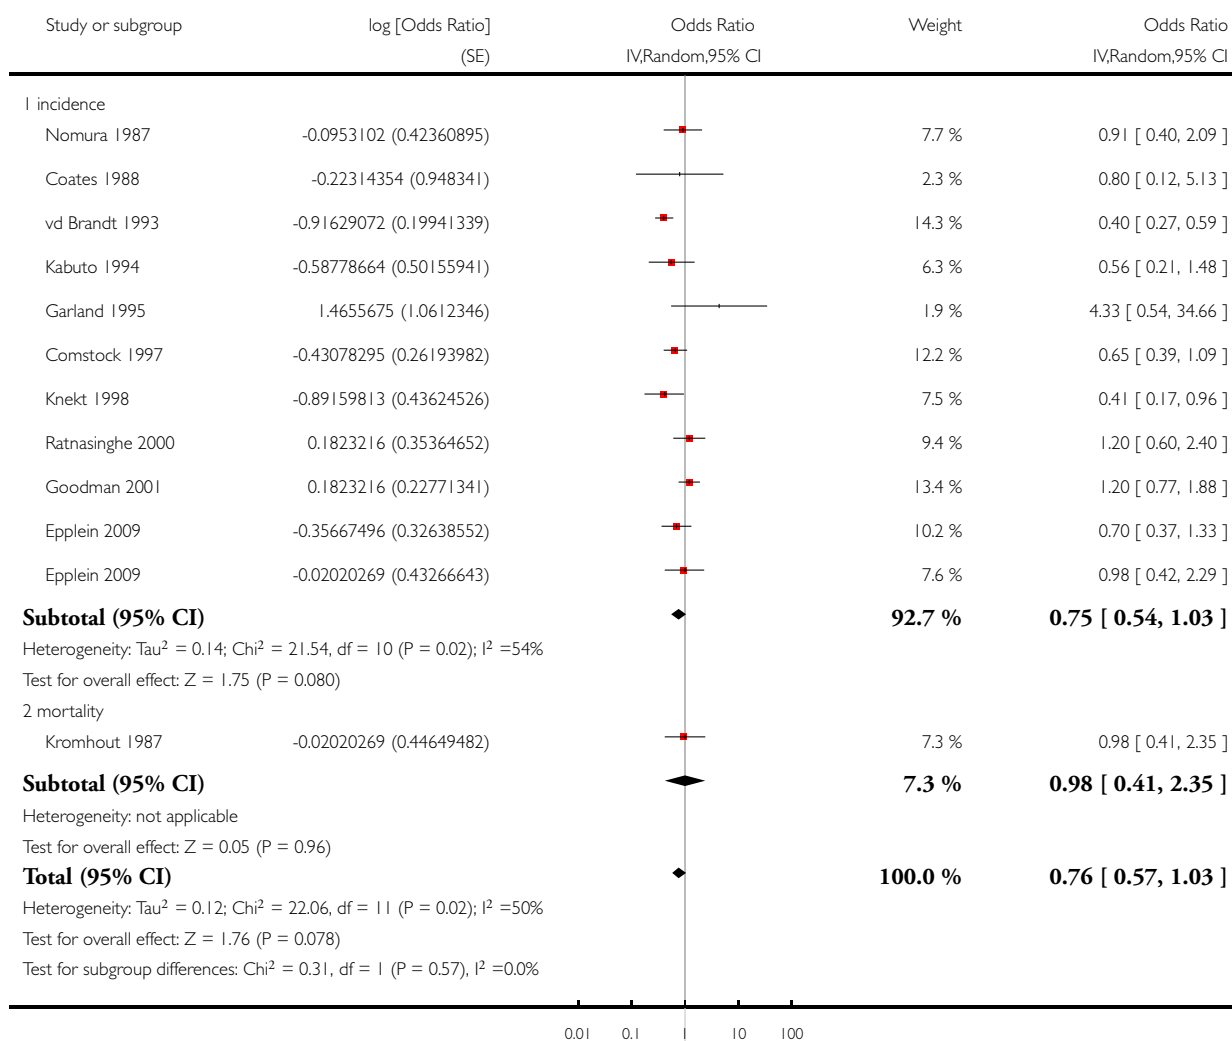 Study or subgroup log [Odds Ratio] Odds Ratio Weight Odds Ratio
(SE) IV,Random,95% CI IV,Random,95% CI
1 incidence
Nomura 1987 -0.0953102 (0.42360895) 7.7 % 0.91 [ 0.40, 2.09 ]
Coates 1988 -0.22314354 (0.948341) 2.3 % 0.80 [ 0.12, 5.13 ]
vd Brandt 1993 -0.91629072 (0.19941339) 14.3 % 0.40 [ 0.27, 0.59 ]
Kabuto 1994 -0.58778664 (0.50155941) 6.3 % 0.56 [ 0.21, 1.48 ]
Garland 1995 1.4655675 (1.0612346) 1.9 % 4.33 [ 0.54, 34.66 ]
Comstock 1997 -0.43078295 (0.26193982) 12.2 % 0.65 [ 0.39, 1.09 ]
Knekt 1998 -0.89159813 (0.43624526) 7.5 % 0.41 [ 0.17, 0.96 ]
Ratnasinghe 2000 0.1823216 (0.35364652) 9.4 % 1.20 [ 0.60, 2.40 ]
Goodman 2001 0.1823216 (0.22771341) 13.4 % 1.20 [ 0.77, 1.88 ]
Epplein 2009 -0.35667496 (0.32638552) 10.2 % 0.70 [ 0.37, 1.33 ]
Epplein 2009 -0.02020269 (0.43266643) 7.6 % 0.98 [ 0.42, 2.29 ]
Subtotal (95% CI) 92.7 % 0.75 [ 0.54, 1.03 ]
Heterogeneity: Tau² = 0.14; Chi² = 21.54, df = 10 (P = 0.02); I² =54%
Test for overall effect: Z = 1.75 (P = 0.080)
2 mortality
Kromhout 1987 -0.02020269 (0.44649482) 7.3 % 0.98 [ 0.41, 2.35 ]
Subtotal (95% CI) 7.3 % 0.98 [ 0.41, 2.35 ]
Heterogeneity: not applicable
Test for overall effect: Z = 0.05 (P = 0.96)
Total (95% CI) 100.0 % 0.76 [ 0.57, 1.03 ]
Heterogeneity: Tau² = 0.12; Chi² = 22.06, df = 11 (P = 0.02); I² =50%
Test for overall effect: Z = 1.76 (P = 0.078)
Test for subgroup differences: Chi² = 0.31, df = 1 (P = 0.57), I² =0.0%
0.01 0.1 1 10 100